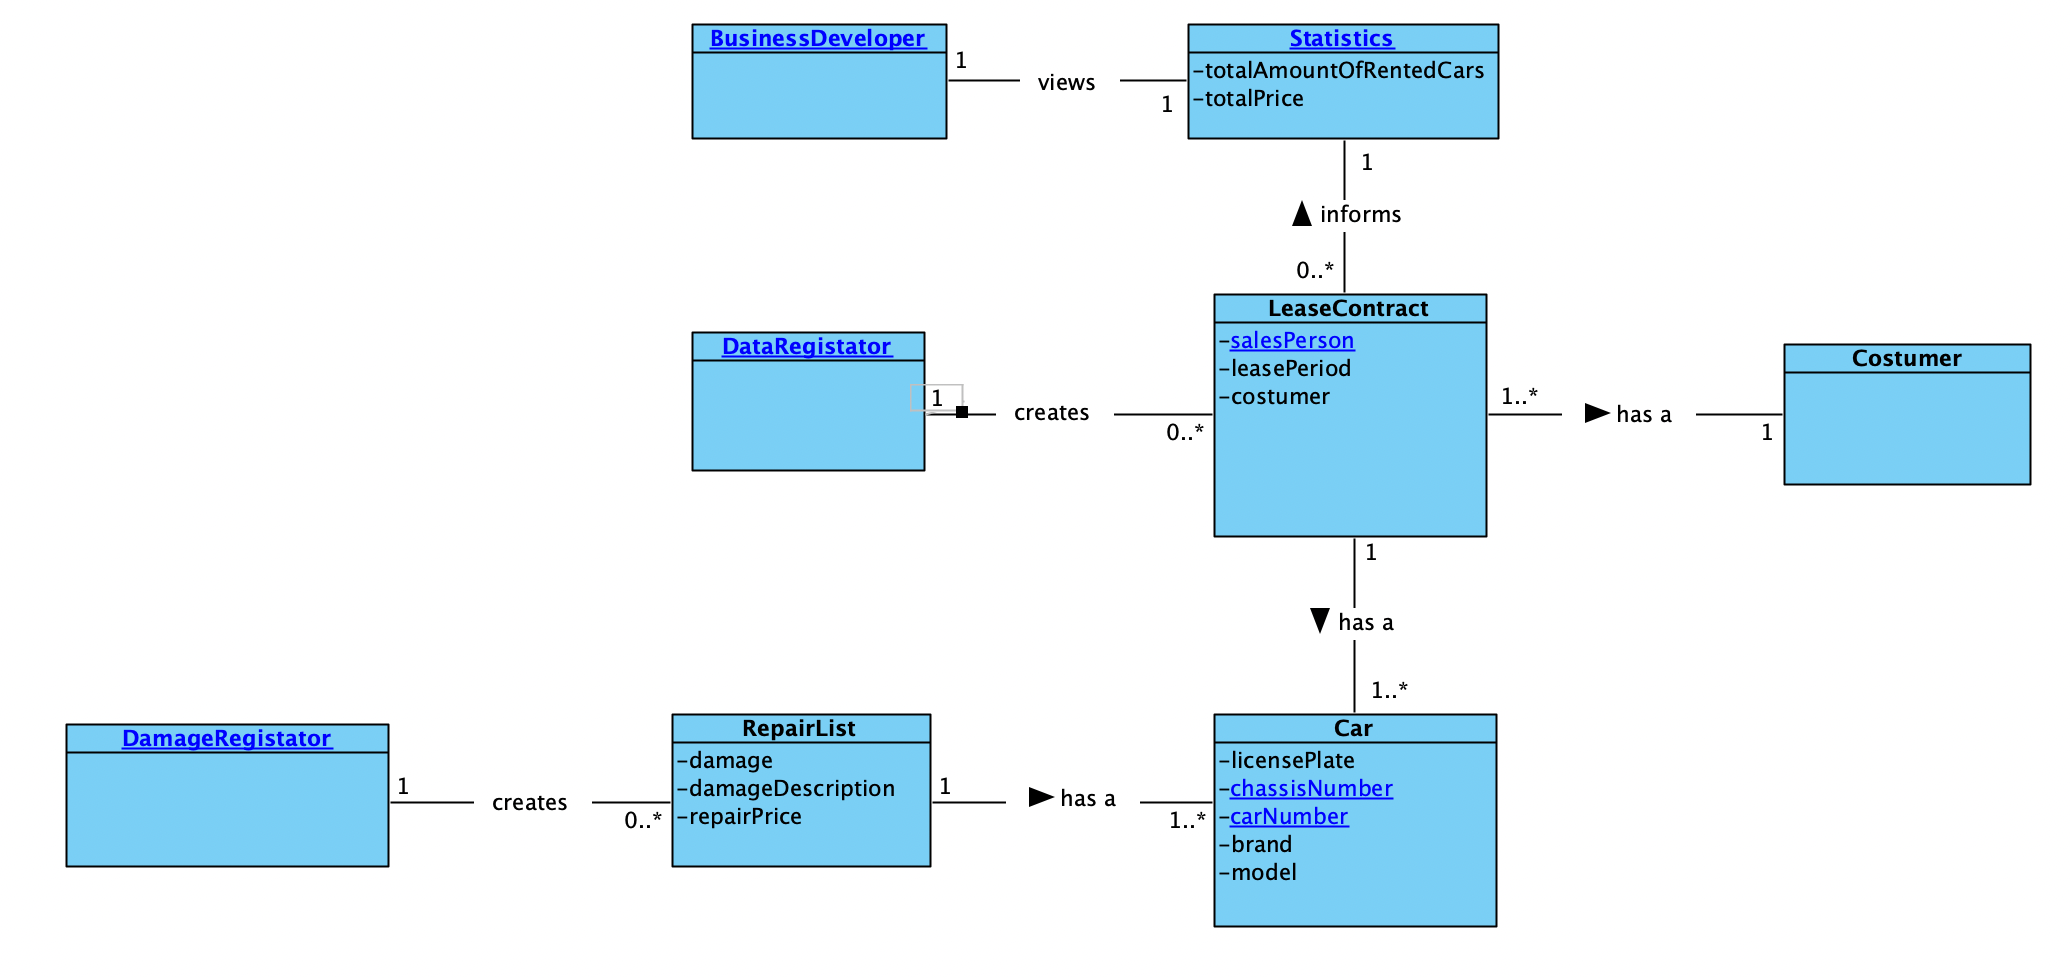 BusinessDeveloper
1
views
1
Statistics
-totalAmountOfRentedCars
-totalPrice
1
informs
0..*
DataRegistator
1
creates
0..*
LeaseContract
-salesPerson
-leasePeriod
-costumer
1..*
has a
1
Costumer
1
has a
1..*
DamageRegistator
1
creates
0..*
RepairList
-damage
-damageDescription
-repairPrice
1
has a
1..*
Car
-licensePlate
-chassisNumber
-carNumber
-brand
-model